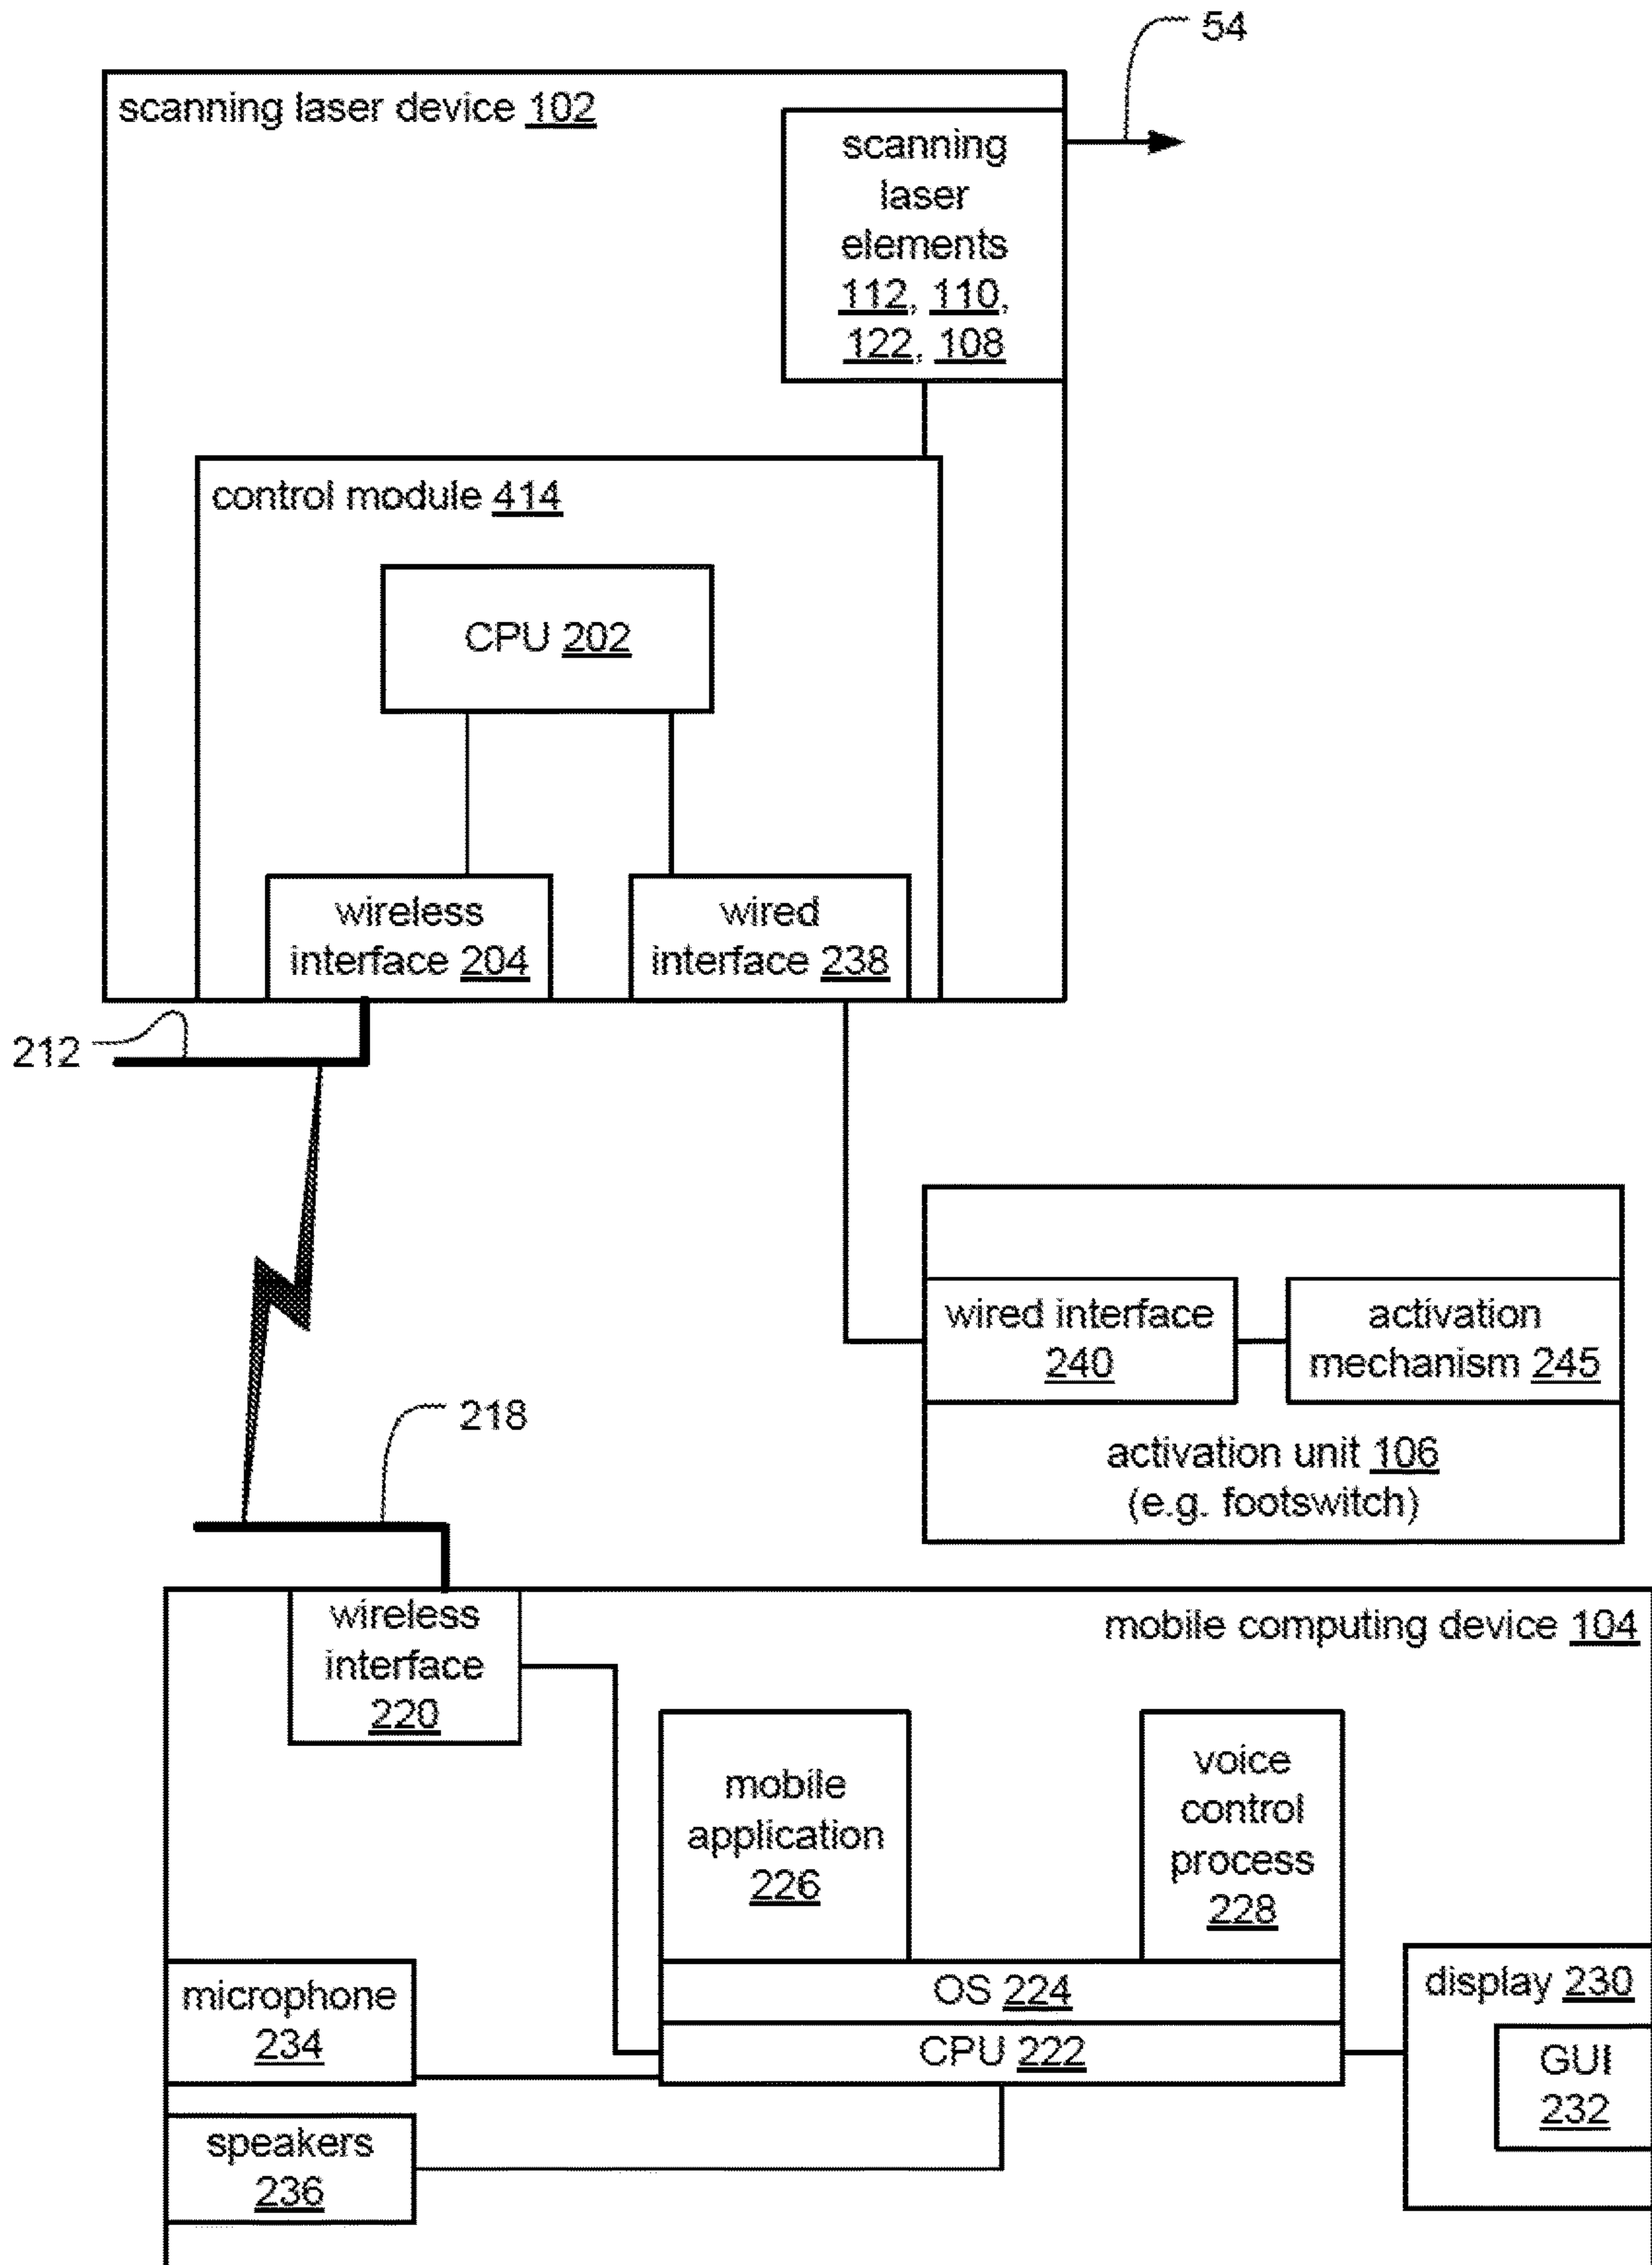 54
scanning laser device 102
scanning
laser
elements
112, 110,
122, 108
control module 414
CPU 202
wireless
interface 204
wired
interface 238
212
wired interface
240
activation
mechanism 245
activation unit 106
(e.g. footswitch)
218
wireless
interface
220
mobile computing device 104
mobile
application
226
voice
control
process
228
microphone
234
OS 224
CPU 222
display 230
GUI
232
speakers
236